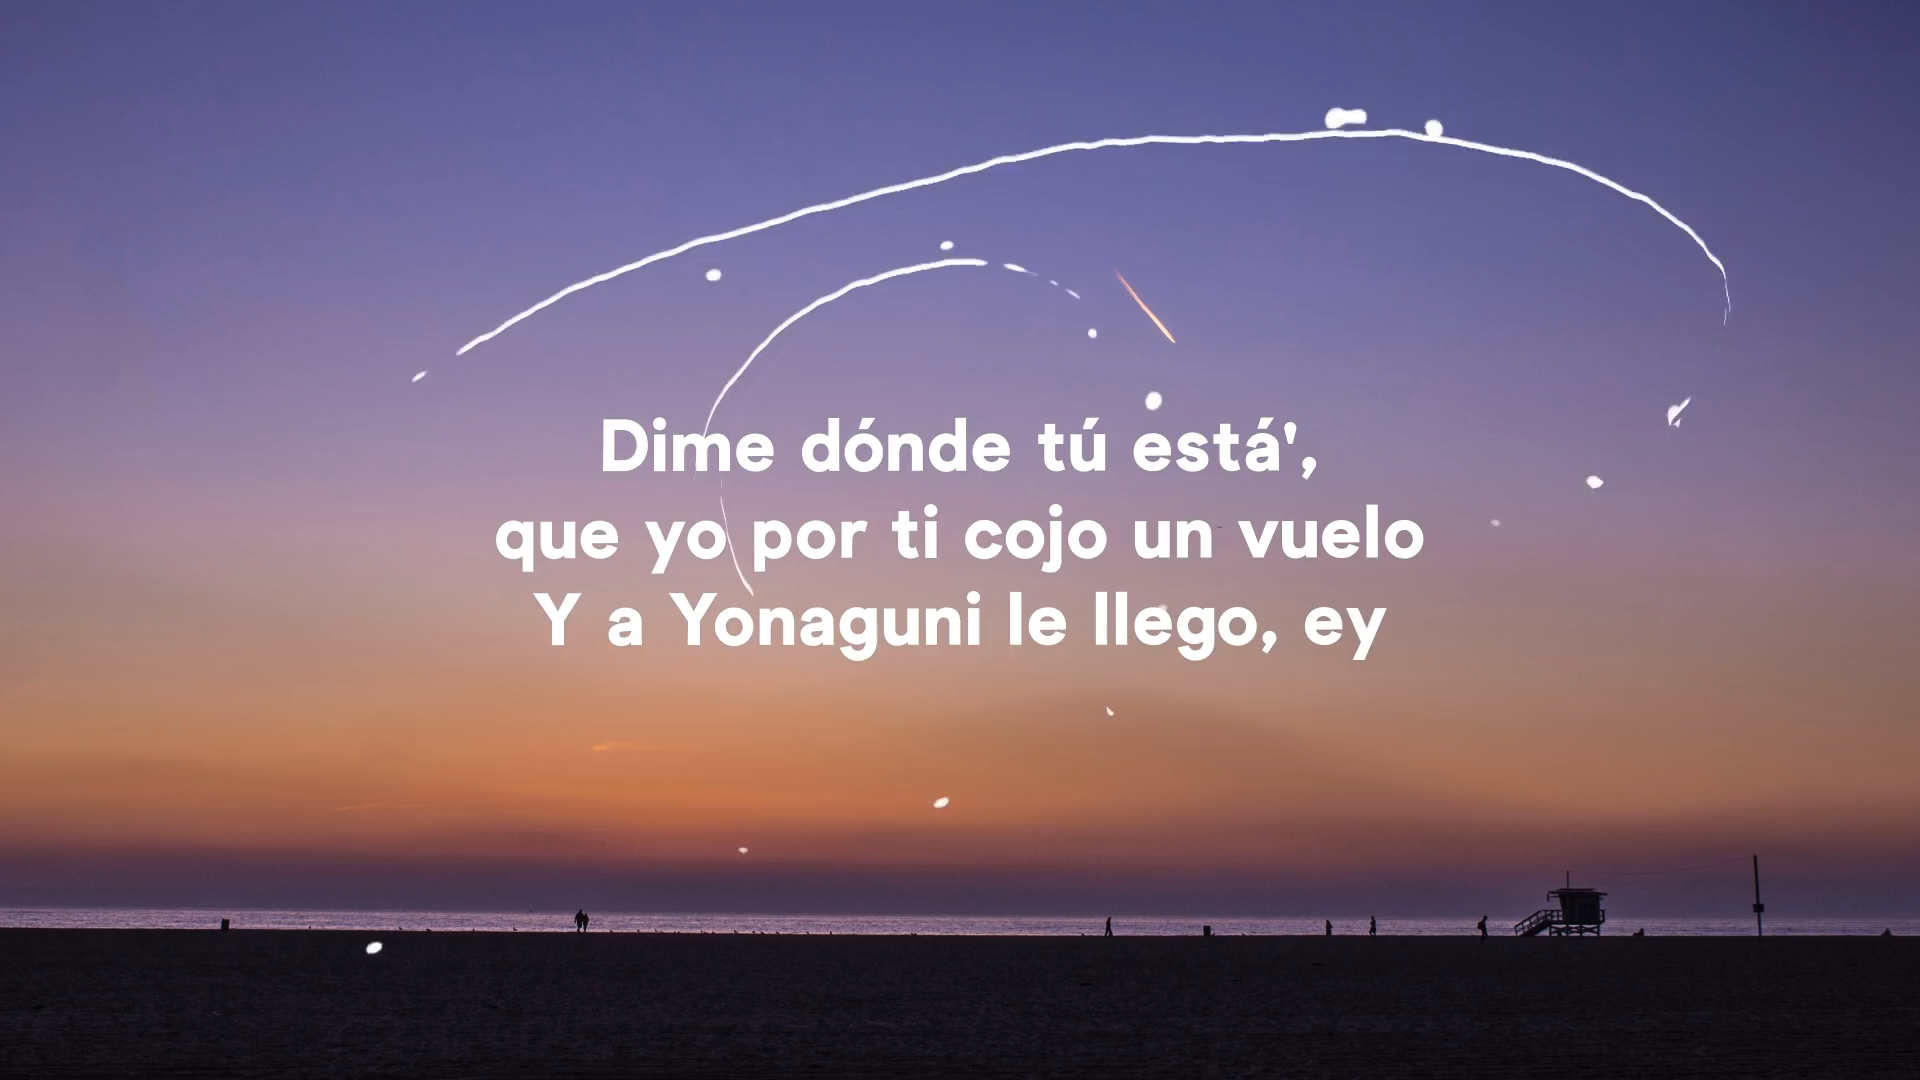 Dime dónde tú está',
que yo por ti cojo un vuelo
Y a Yonaguni le llego, ey